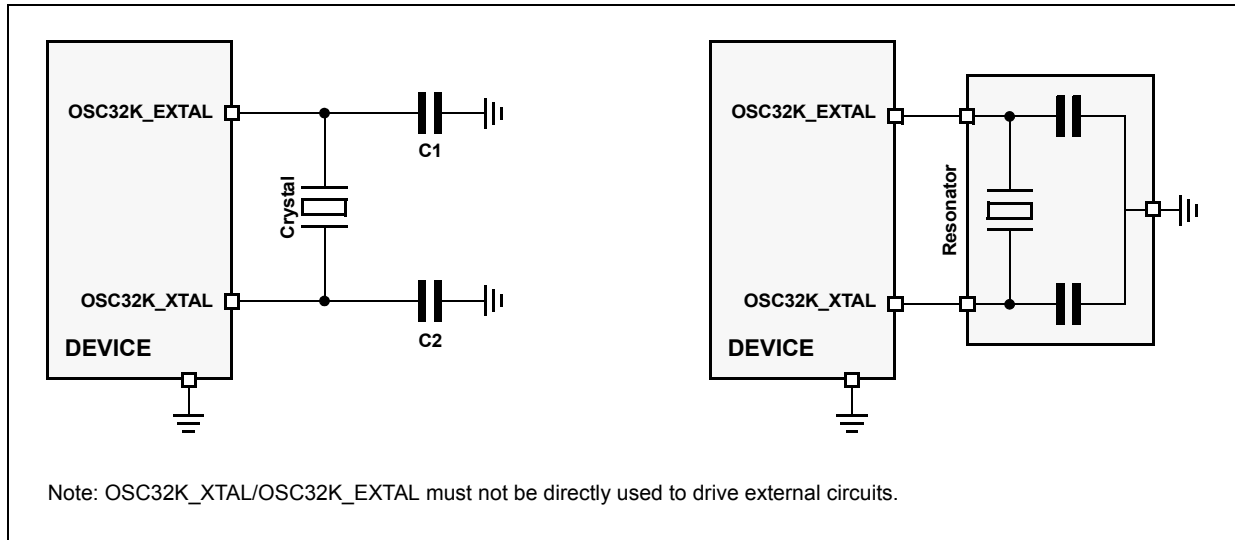 OSC32K_EXTAL
C1
Crystal
OSC32K_XTAL
C2
DEVICE
OSC32K_EXTAL
Resonator
OSC32K_XTAL
DEVICE
Note: OSC32K_XTAL/OSC32K_EXTAL must not be directly used to drive external circuits.